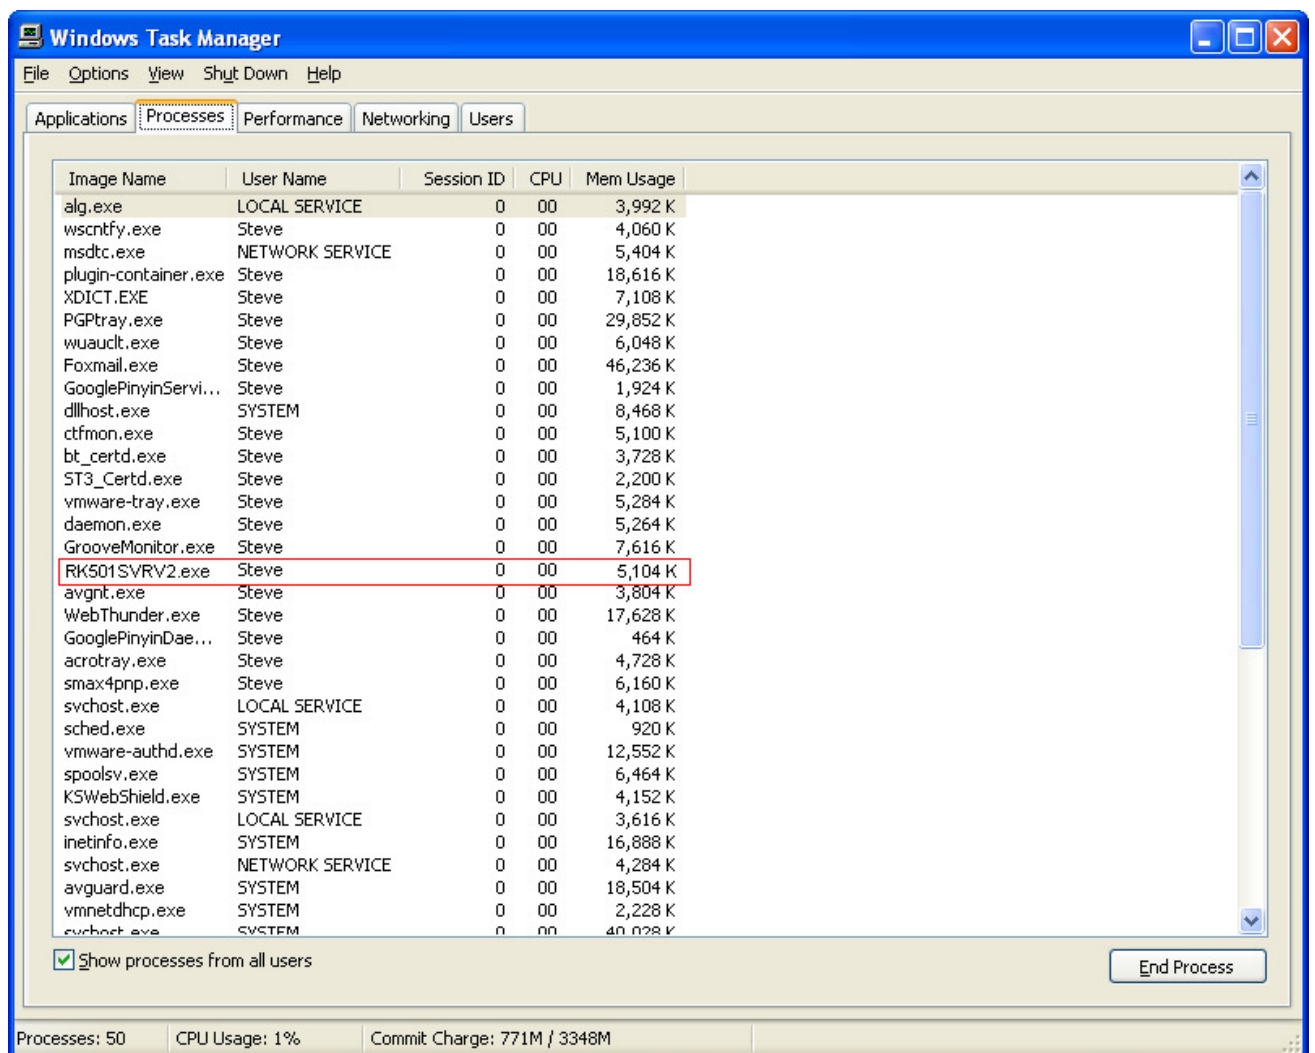 Windows Task Manager
File Options View Shut Down Help
Applications Processes Performance Networking Users
Image Name User Name Session ID CPU Mem Usage
alg.exe LOCAL SERVICE 0 00 3,992 K
wscntfy.exe Steve 0 00 4,060 K
msdtc.exe NETWORK SERVICE 0 00 5,404 K
plugin-container.exe Steve 0 00 18,616 K
XDICT.EXE Steve 0 00 7,108 K
PGPtray.exe Steve 0 00 29,852 K
wuauclt.exe Steve 0 00 6,048 K
Foxmail.exe Steve 0 00 46,236 K
GooglePinyinServi... Steve 0 00 1,924 K
dllhost.exe SYSTEM 0 00 8,468 K
ctfmon.exe Steve 0 00 5,100 K
bt_certd.exe Steve 0 00 3,728 K
ST3_Certd.exe Steve 0 00 2,200 K
vmware-tray.exe Steve 0 00 5,284 K
daemon.exe Steve 0 00 5,264 K
GrooveMonitor.exe Steve 0 00 7,616 K
RK501SVRV2.exe Steve 0 00 5,104 K
avgnt.exe Steve 0 00 3,804 K
WebThunder.exe Steve 0 00 17,628 K
GooglePinyinDae... Steve 0 00 464 K
acrotray.exe Steve 0 00 4,728 K
smax4pnp.exe Steve 0 00 6,160 K
svchost.exe LOCAL SERVICE 0 00 4,108 K
sched.exe SYSTEM 0 00 920 K
vmware-authd.exe SYSTEM 0 00 12,552 K
spoolsv.exe SYSTEM 0 00 6,464 K
KSWebShield.exe SYSTEM 0 00 4,152 K
svchost.exe LOCAL SERVICE 0 00 3,616 K
inetinfo.exe SYSTEM 0 00 16,888 K
svchost.exe NETWORK SERVICE 0 00 4,284 K
avguard.exe SYSTEM 0 00 18,504 K
vmnetdhcp.exe SYSTEM 0 00 2,228 K
svchost.exe SYSTEM 0 00 40,028 K
Show processes from all users
End Process
Processes: 50 CPU Usage: 1% Commit Charge: 771M / 3348M